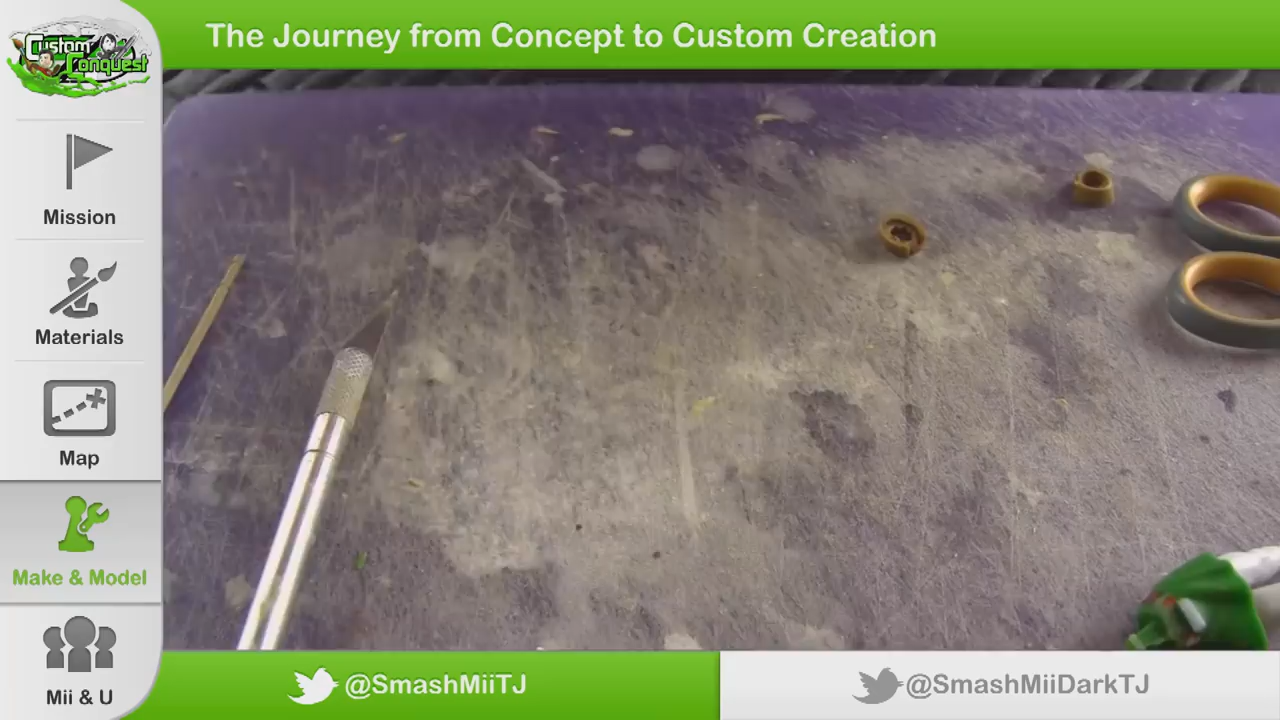 The Journey from Concept to Custom Creation
Custom
Conquest
Mission
Materials
Map
Make & Model
Mii & U
@SmashMiiTJ
@SmashMiiDarkTJ